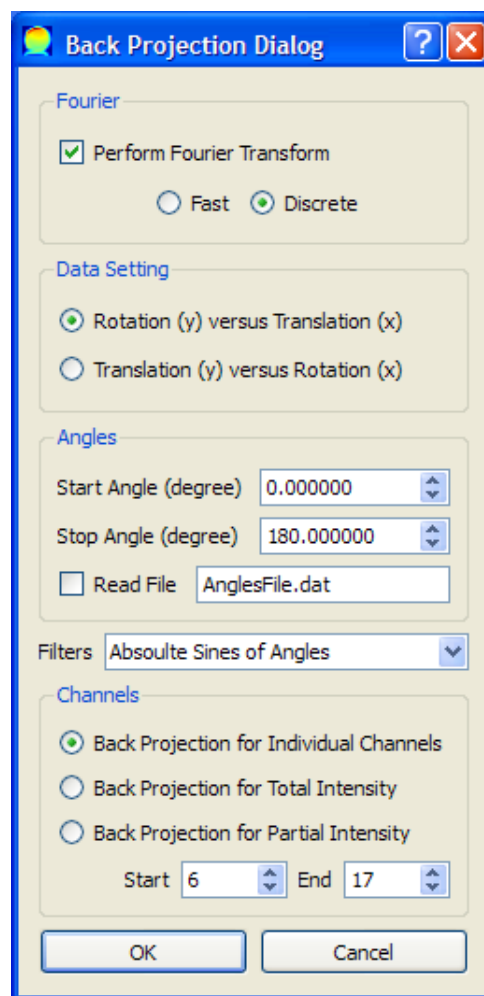 Back Projection Dialog
Fourier
Perform Fourier Transform
Fast Discrete
Data Setting
Rotation (y) versus Translation (x)
Translation (y) versus Rotation (x)
Angles
Start Angle (degree) 0.000000
Stop Angle (degree) 180.000000
Read File AnglesFile.dat
Filters Absoulte Sines of Angles
Channels
Back Projection for Individual Channels
Back Projection for Total Intensity
Back Projection for Partial Intensity
Start 6 End 17
OK Cancel